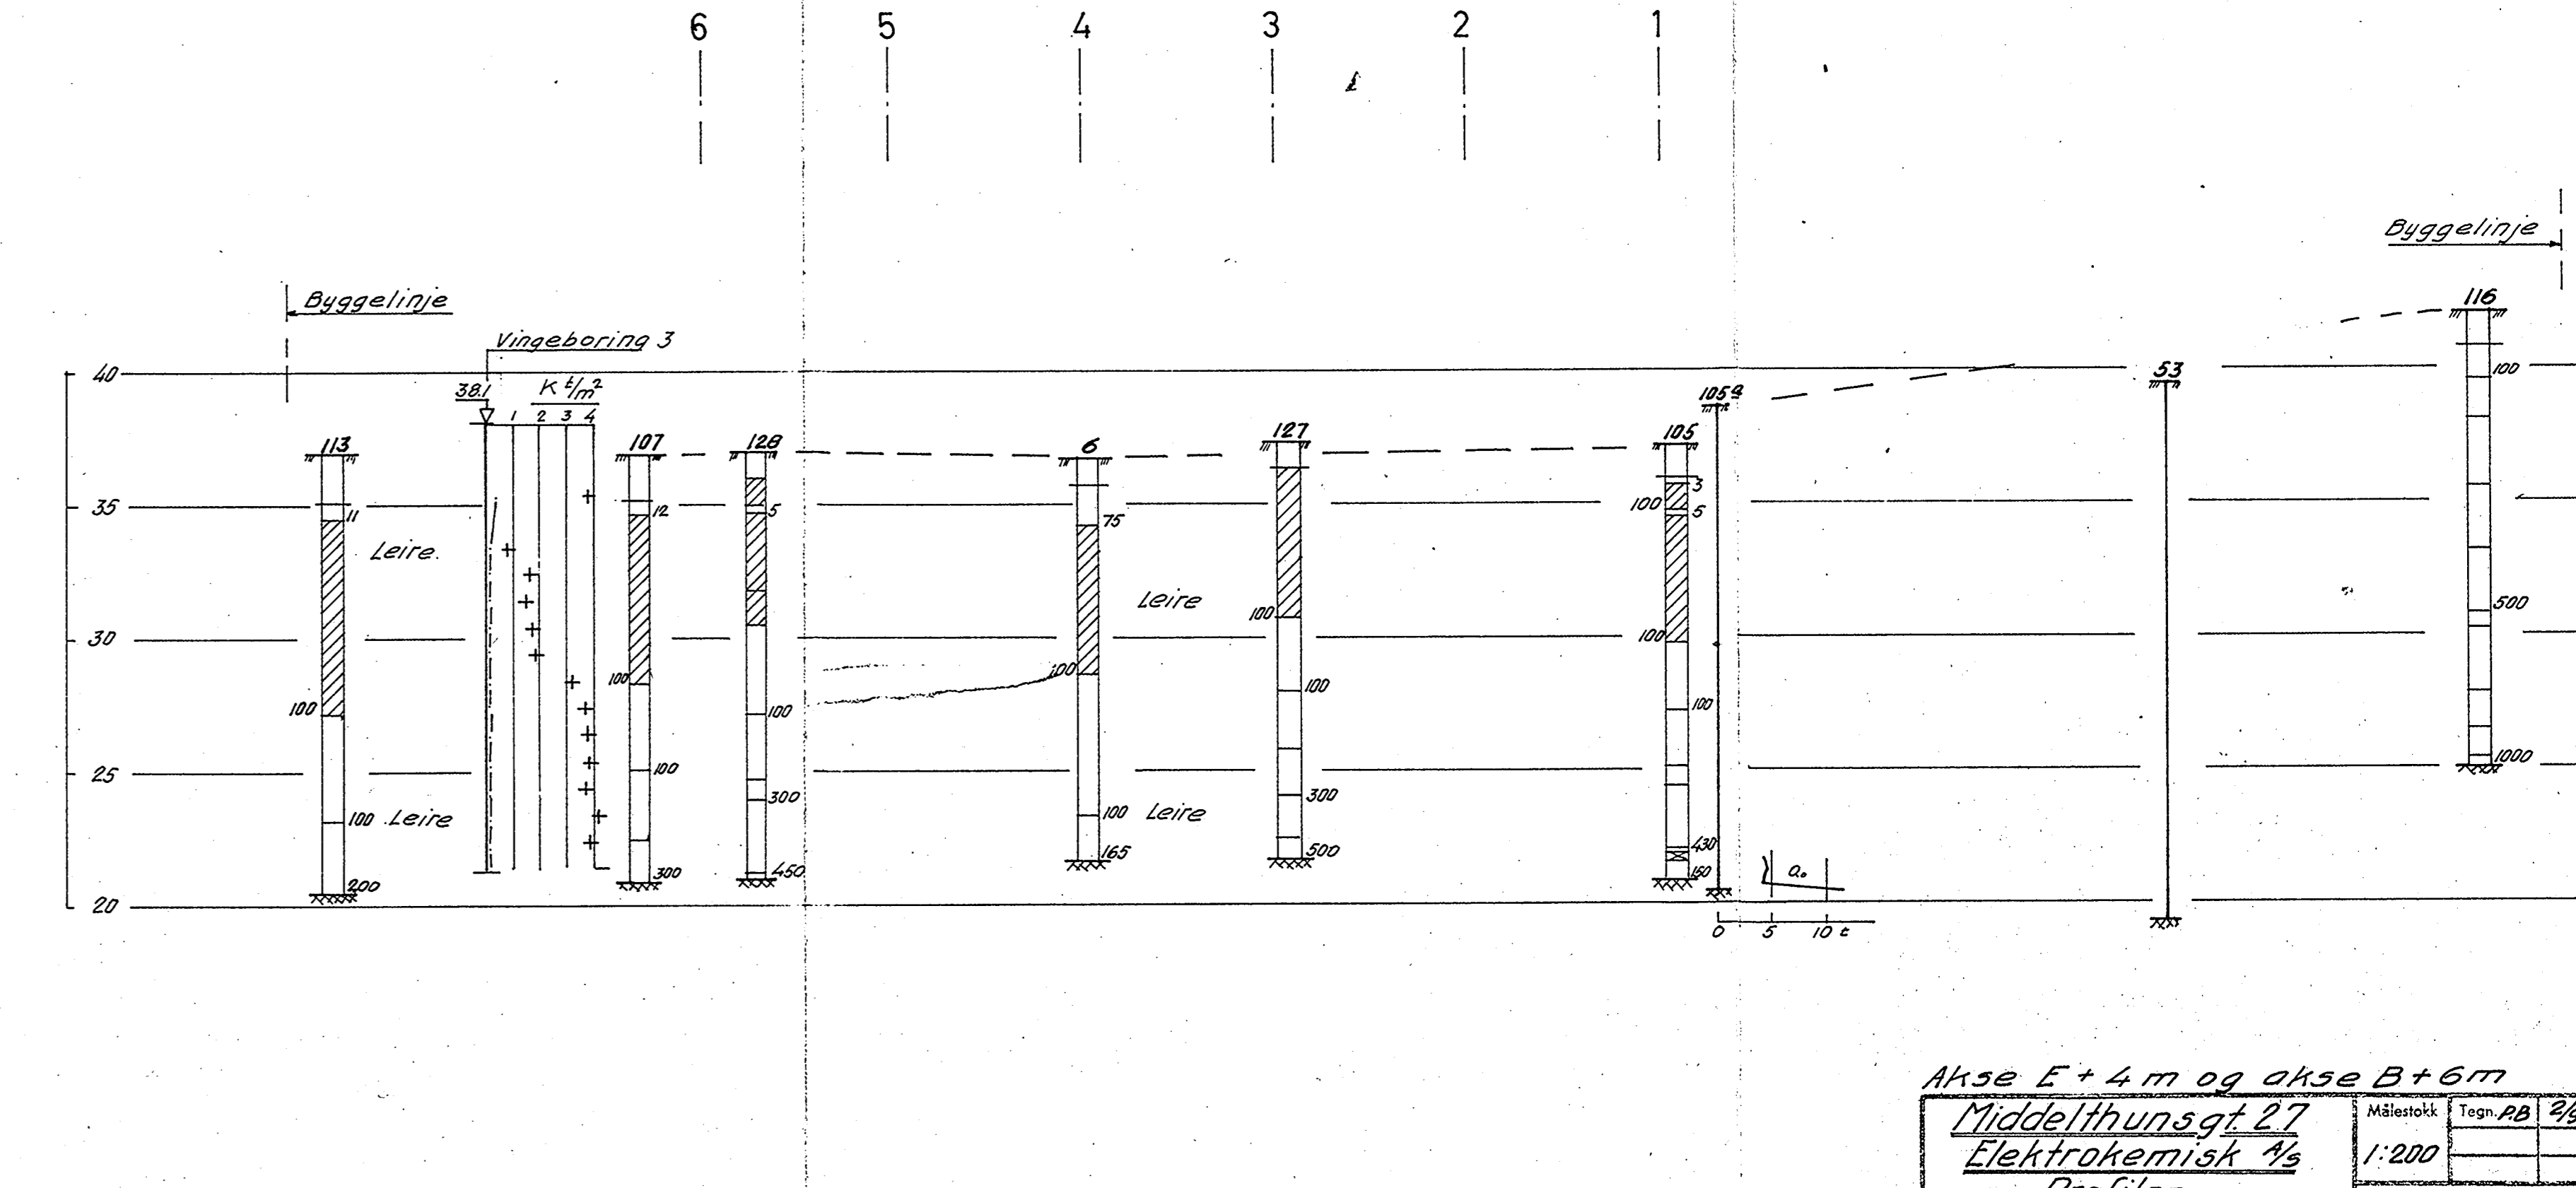 6 5 4 3 2 1
Byggelinje
Byggelinje
Vingeboring 3
38.1
K t/m²
1 2 3 4
40
35
30
25
20
113
11
100
100
200
Leire.
Leire
107
12
100
100
300
128
5
100
300
450
6
75
100
100
165
Leire
Leire
127
100
100
300
500
105
3
100
5
100
100
430
150
105a
a₀
0 5 10 t
53
116
100
500
1000
Akse E + 4 m og akse B + 6 m
Middelthunsgt. 27
Elektrokemisk A/s
Målestokk
1:200
Tegn. P.B